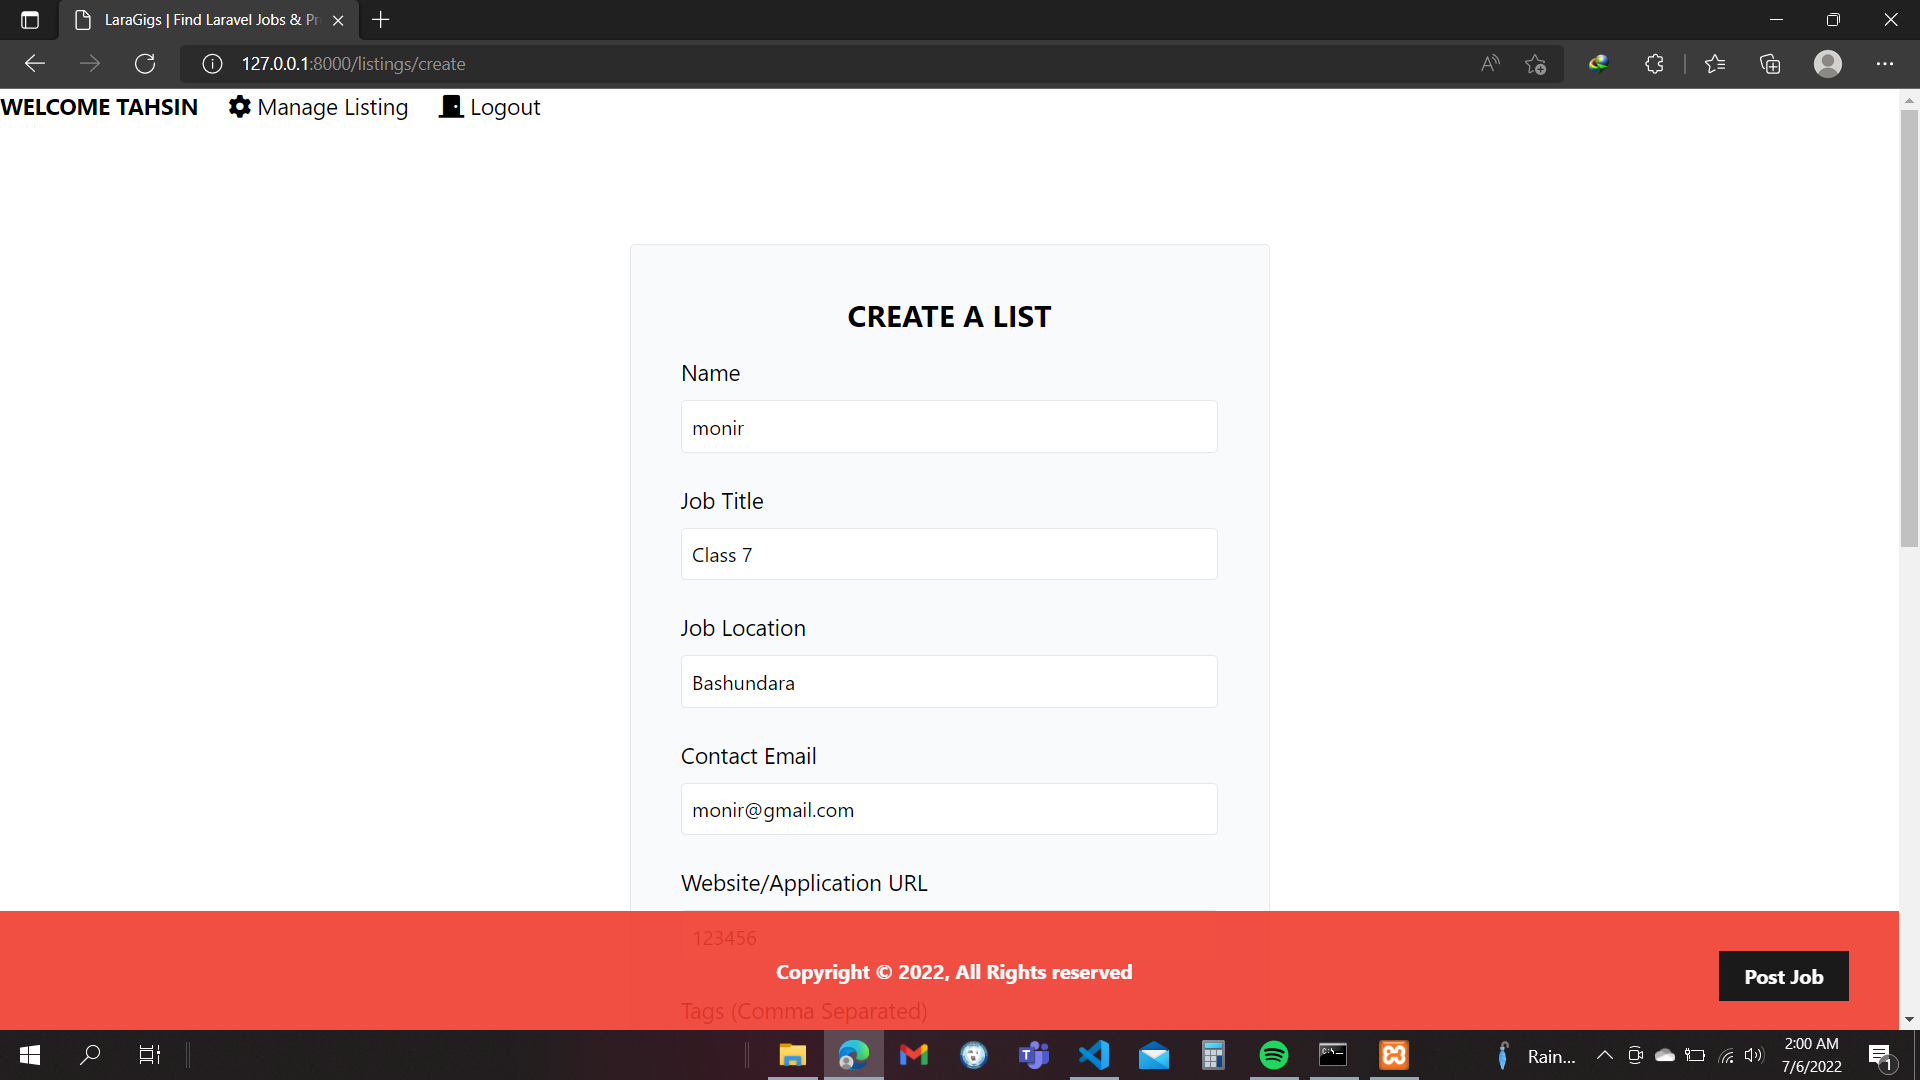 LaraGigs | Find Laravel Jobs & Pr
127.0.0.1:8000/listings/create
WELCOME TAHSIN Manage Listing Logout
CREATE A LIST
Name
monir
Job Title
Class 7
Job Location
Bashundara
Contact Email
monir@gmail.com
Website/Application URL
123456
Copyright © 2022, All Rights reserved
Post Job
Tags (Comma Separated)
Rain...
2:00 AM
7/6/2022
1